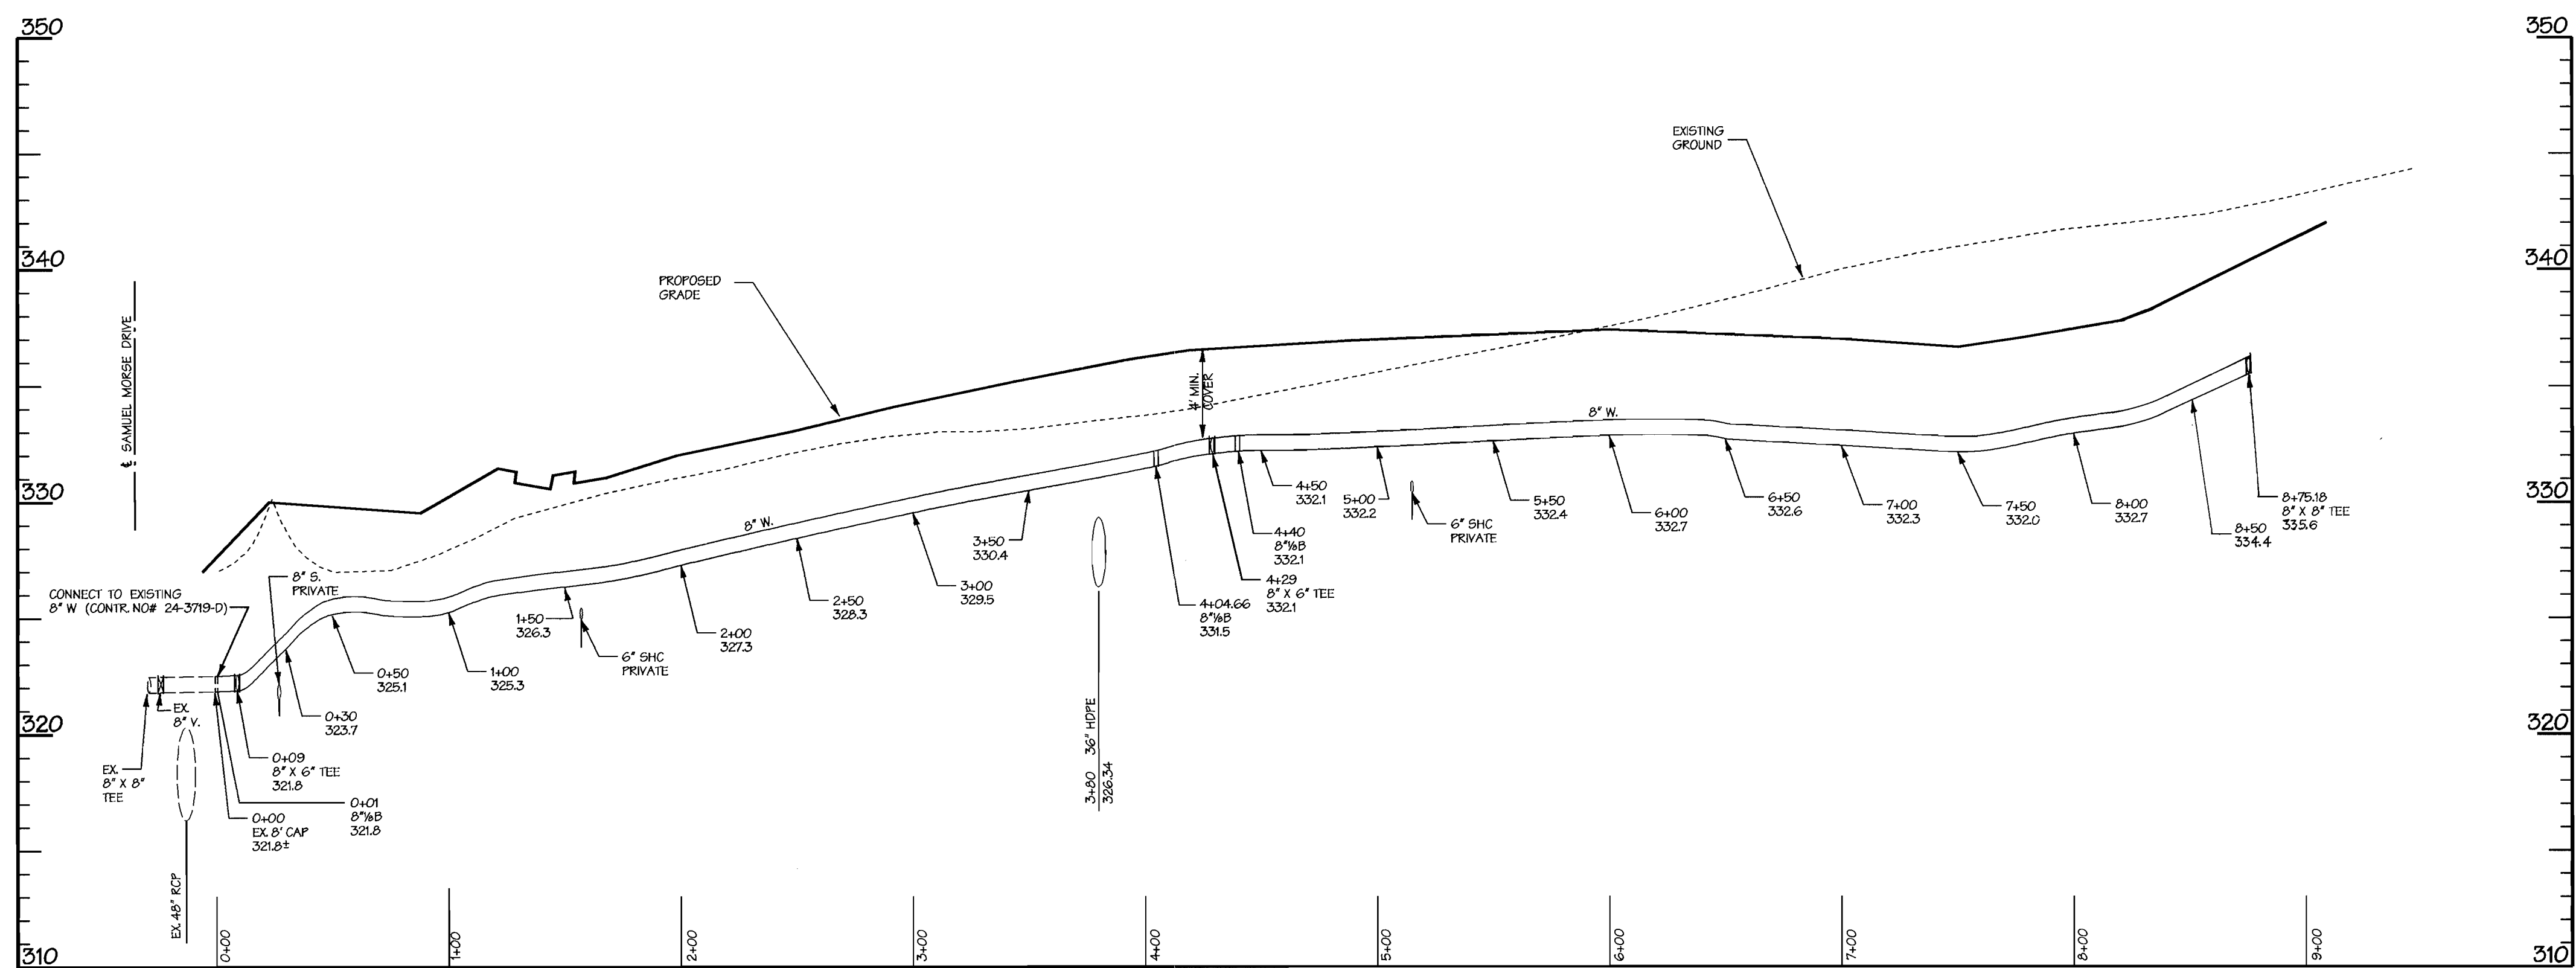 350
350
EXISTING
GROUND
340
340
PROPOSED
GRADE
℄ SAMUEL MORSE DRIVE
4' MIN.
COVER
8" W.
330
330
8" W.
4+50
332.1
5+00
332.2
6" SHC
PRIVATE
5+50
332.4
6+00
332.7
6+50
332.6
7+00
332.3
7+50
332.0
8+00
332.7
8+50
334.4
8+75.18
8" X 8" TEE
335.6
4+40
8"⅛B
332.1
4+29
8" X 6" TEE
332.1
4+04.66
8"⅛B
331.5
3+50
330.4
3+00
329.5
2+50
328.3
2+00
327.3
1+50
326.3
6" SHC
PRIVATE
1+00
325.3
0+50
325.1
0+30
323.7
8" S.
PRIVATE
CONNECT TO EXISTING
8" W (CONTR. NO# 24-3719-D)
EX.
8" V.
320
320
EX.
8" X 8"
TEE
0+09
8" X 6" TEE
321.8
0+01
8"⅛B
321.8
0+00
EX. 8' CAP
321.8±
EX. 48" RCP
3+80 36" HDPE
326.34
310
0+00
1+00
2+00
3+00
4+00
5+00
6+00
7+00
8+00
9+00
310